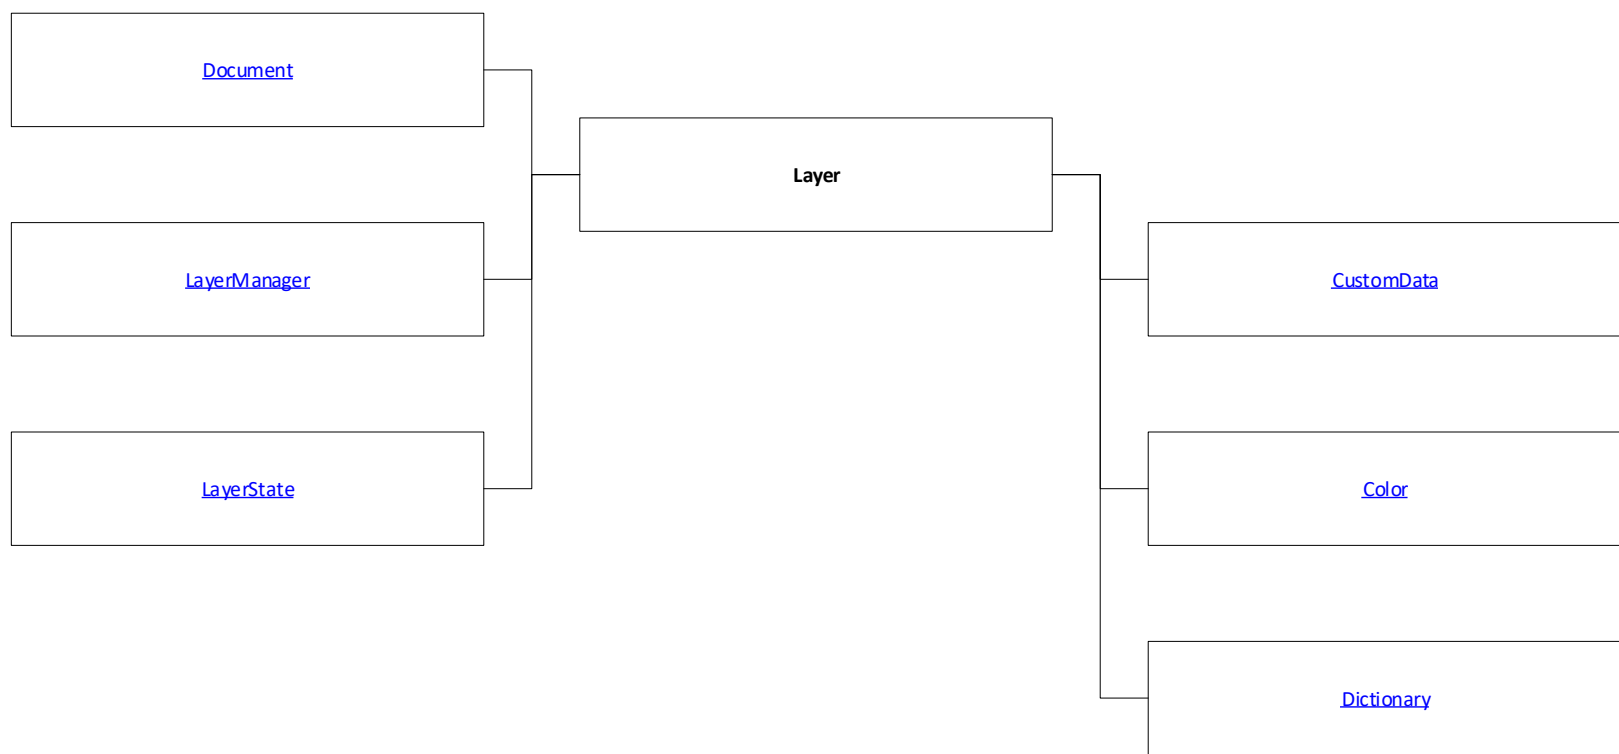 Document
Layer
LayerManager
CustomData
LayerState
Color
Dictionary